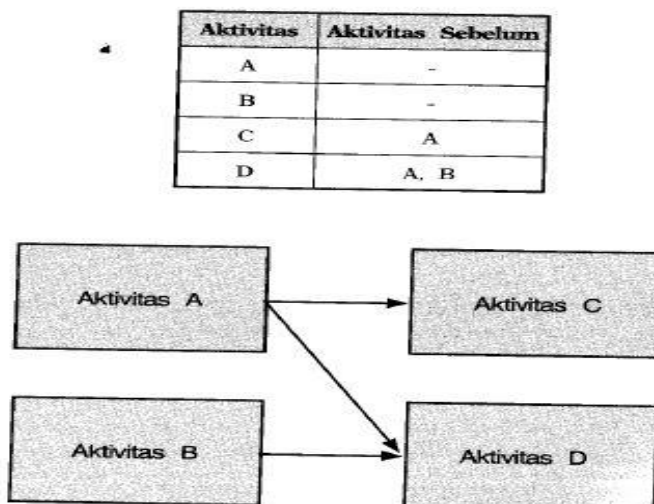 Aktivitas Aktivitas Sebelum
A -
B -
C A
D A, B
Aktivitas A
Aktivitas C
Aktivitas B
Aktivitas D